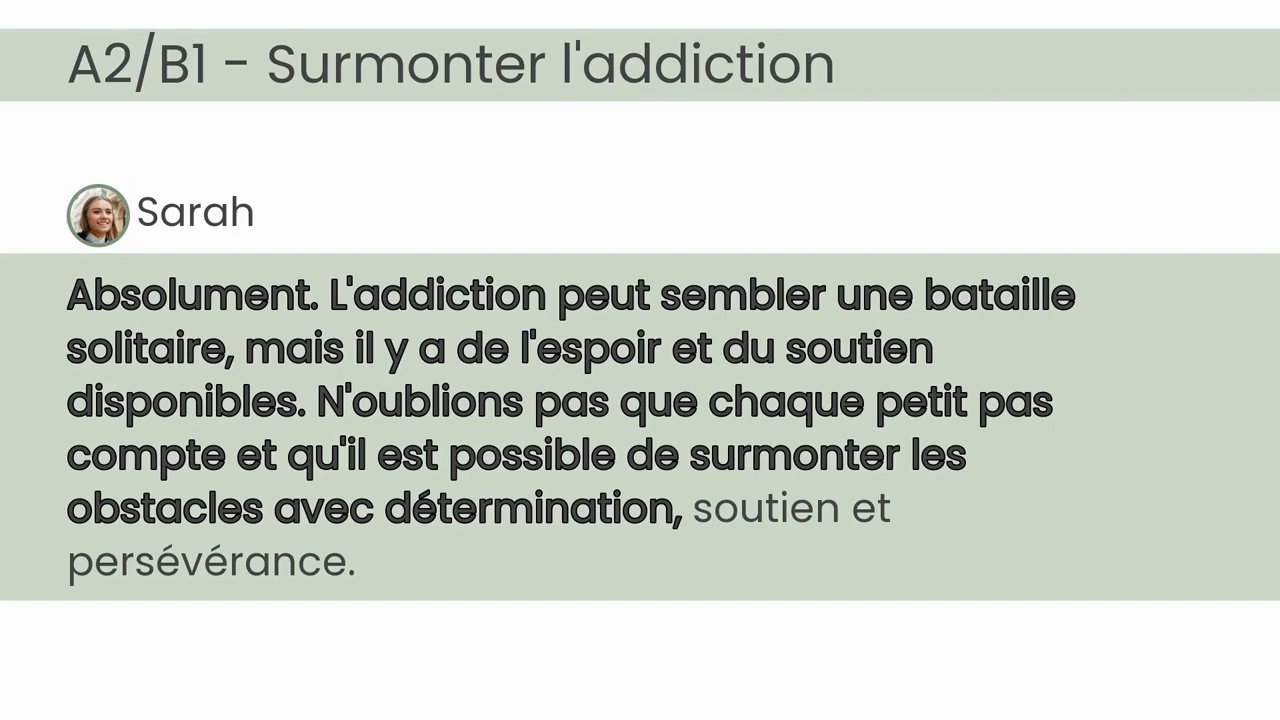 A2/B1 - Surmonter l'addiction
Sarah
Absolument. L'addiction peut sembler une bataille
solitaire, mais il y a de l'espoir et du soutien
disponibles. N'oublions pas que chaque petit pas
compte et qu'il est possible de surmonter les
obstacles avec détermination, soutien et
persévérance.